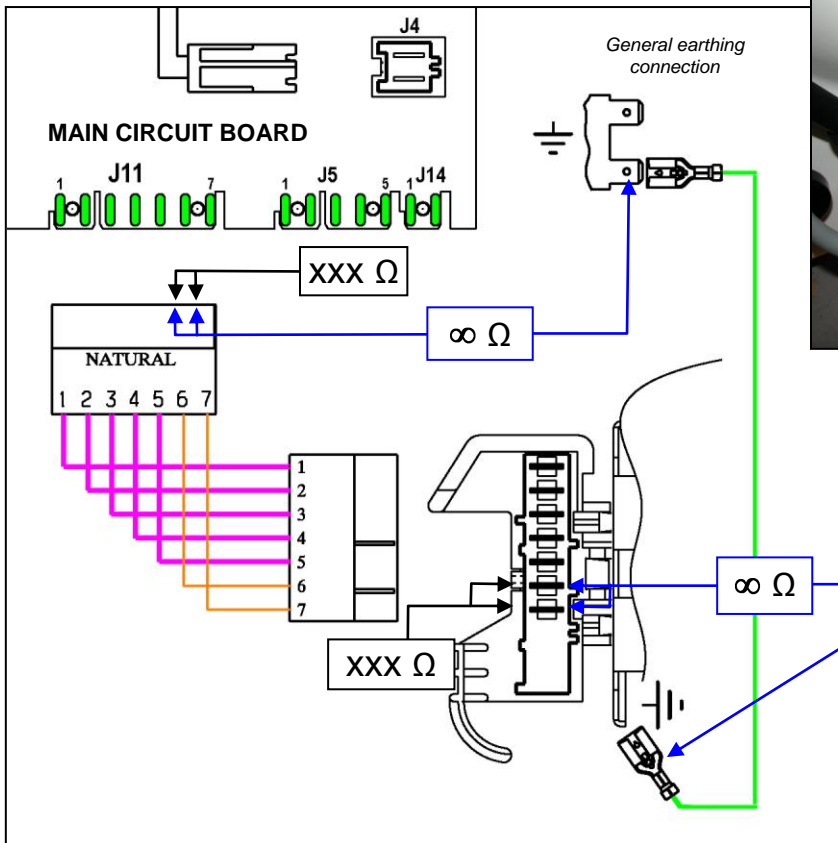 J4
General earthing
connection
MAIN CIRCUIT BOARD
J11 J5 J14
1 7 1 5 1
xxx Ω
∞ Ω
NATURAL
1 2 3 4 5 6 7
1
2
3
4
5
6
7
∞ Ω
xxx Ω